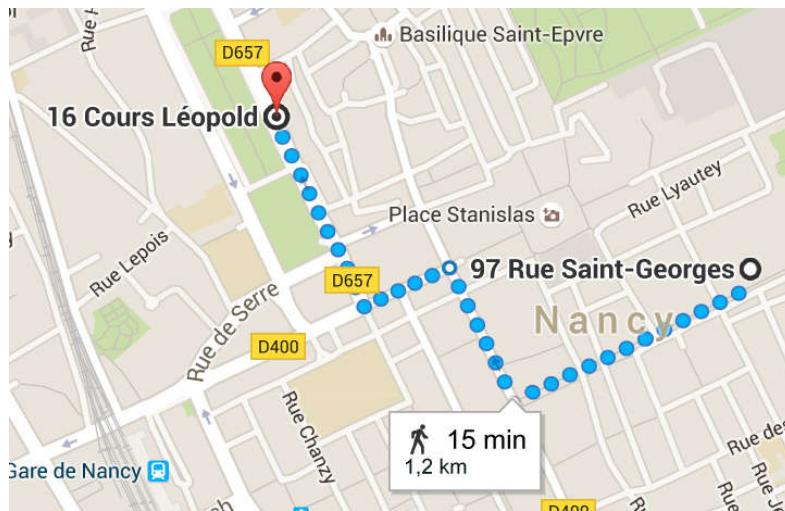 Basilique Saint-Epvre
D657
16 Cours Léopold
Rue Lyautey
Place Stanislas
Rue Lepois
97 Rue Saint-Georges
D657
Nancy
Rue de Serre
D400
Rue Chanzy
15 min
1,2 km
Rue des
Gare de Nancy
D400